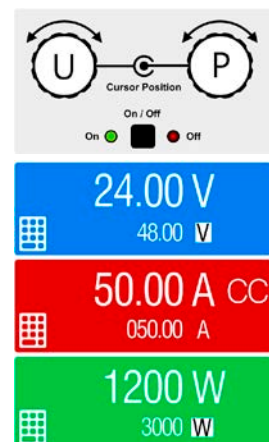 U P
Cursor Position
On / Off
On Off
24.00 V
48.00 V
50.00 A CC
050.00 A
1200 W
3000 W